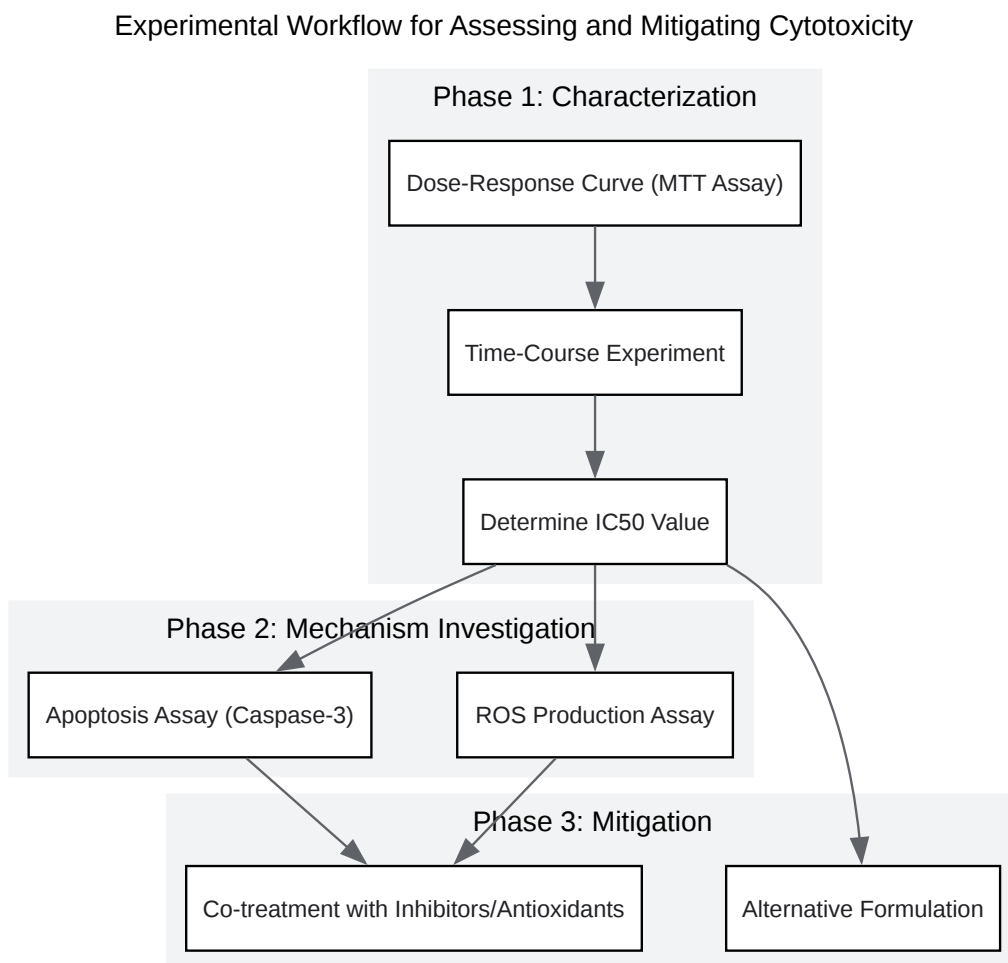 Experimental Workflow for Assessing and Mitigating Cytotoxicity
Phase 1: Characterization
Dose-Response Curve (MTT Assay)
Time-Course Experiment
Determine IC50 Value
Phase 2: Mechanism Investigation
Apoptosis Assay (Caspase-3)
ROS Production Assay
Phase 3: Mitigation
Co-treatment with Inhibitors/Antioxidants
Alternative Formulation